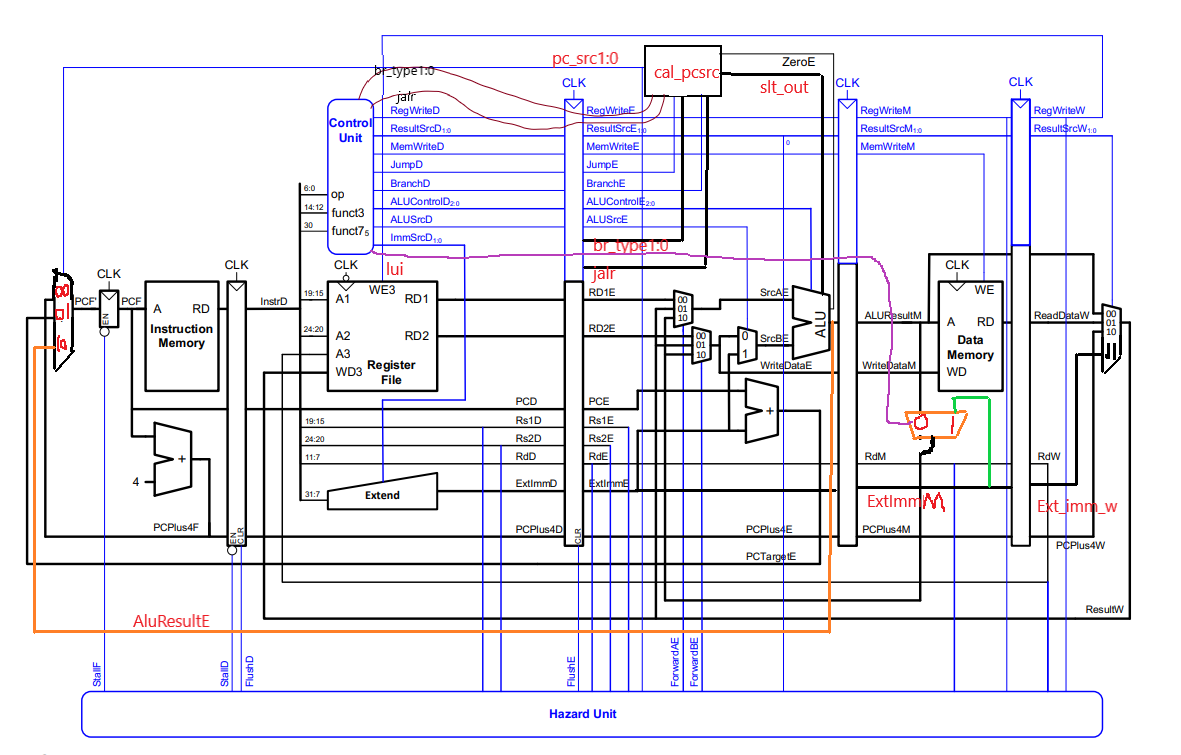 pc_src1:0
br_type1:0
jalr
cal_pcsrc
ZeroE
slt_out
CLK
CLK
CLK
Control
Unit
RegWriteD
RegWriteE
RegWriteM
RegWriteW
ResultSrcD1:0
ResultSrcE1:0
ResultSrcM1:0
ResultSrcW1:0
MemWriteD
MemWriteE
0
MemWriteM
JumpD
JumpE
6:0
op
BranchD
BranchE
14:12
funct3
ALUControlD2:0
ALUControlE2:0
30
funct75
ALUSrcD
ALUSrcE
ImmSrcD1:0
br_type1:0
lui
jalr
CLK
CLK
CLK
CLK
00
01
10
PCF'
PCF
EN
A
RD
Instruction
Memory
InstrD
19:15
A1
WE3
RD1
24:20
A2
RD2
A3
WD3
Register
File
RD1E
RD2E
00
01
10
00
01
10
SrcAE
0
1
SrcBE
ALU
WriteDataE
ALUResultM
WriteDataM
WE
A
RD
Data
Memory
WD
ReadDataW
00
01
10
11
PCD
PCE
+
0
1
19:15
Rs1D
Rs1E
24:20
Rs2D
Rs2E
11:7
RdD
RdE
RdM
RdW
+
4
31:7
Extend
ExtImmD
ExtImmE
ExtImmM
Ext_imm_w
PCPlus4F
EN
CLR
PCPlus4D
CLR
PCPlus4E
PCPlus4M
PCPlus4W
PCTargetE
ResultW
AluResultE
StallF
StallD
FlushD
FlushE
ForwardAE
ForwardBE
Hazard Unit